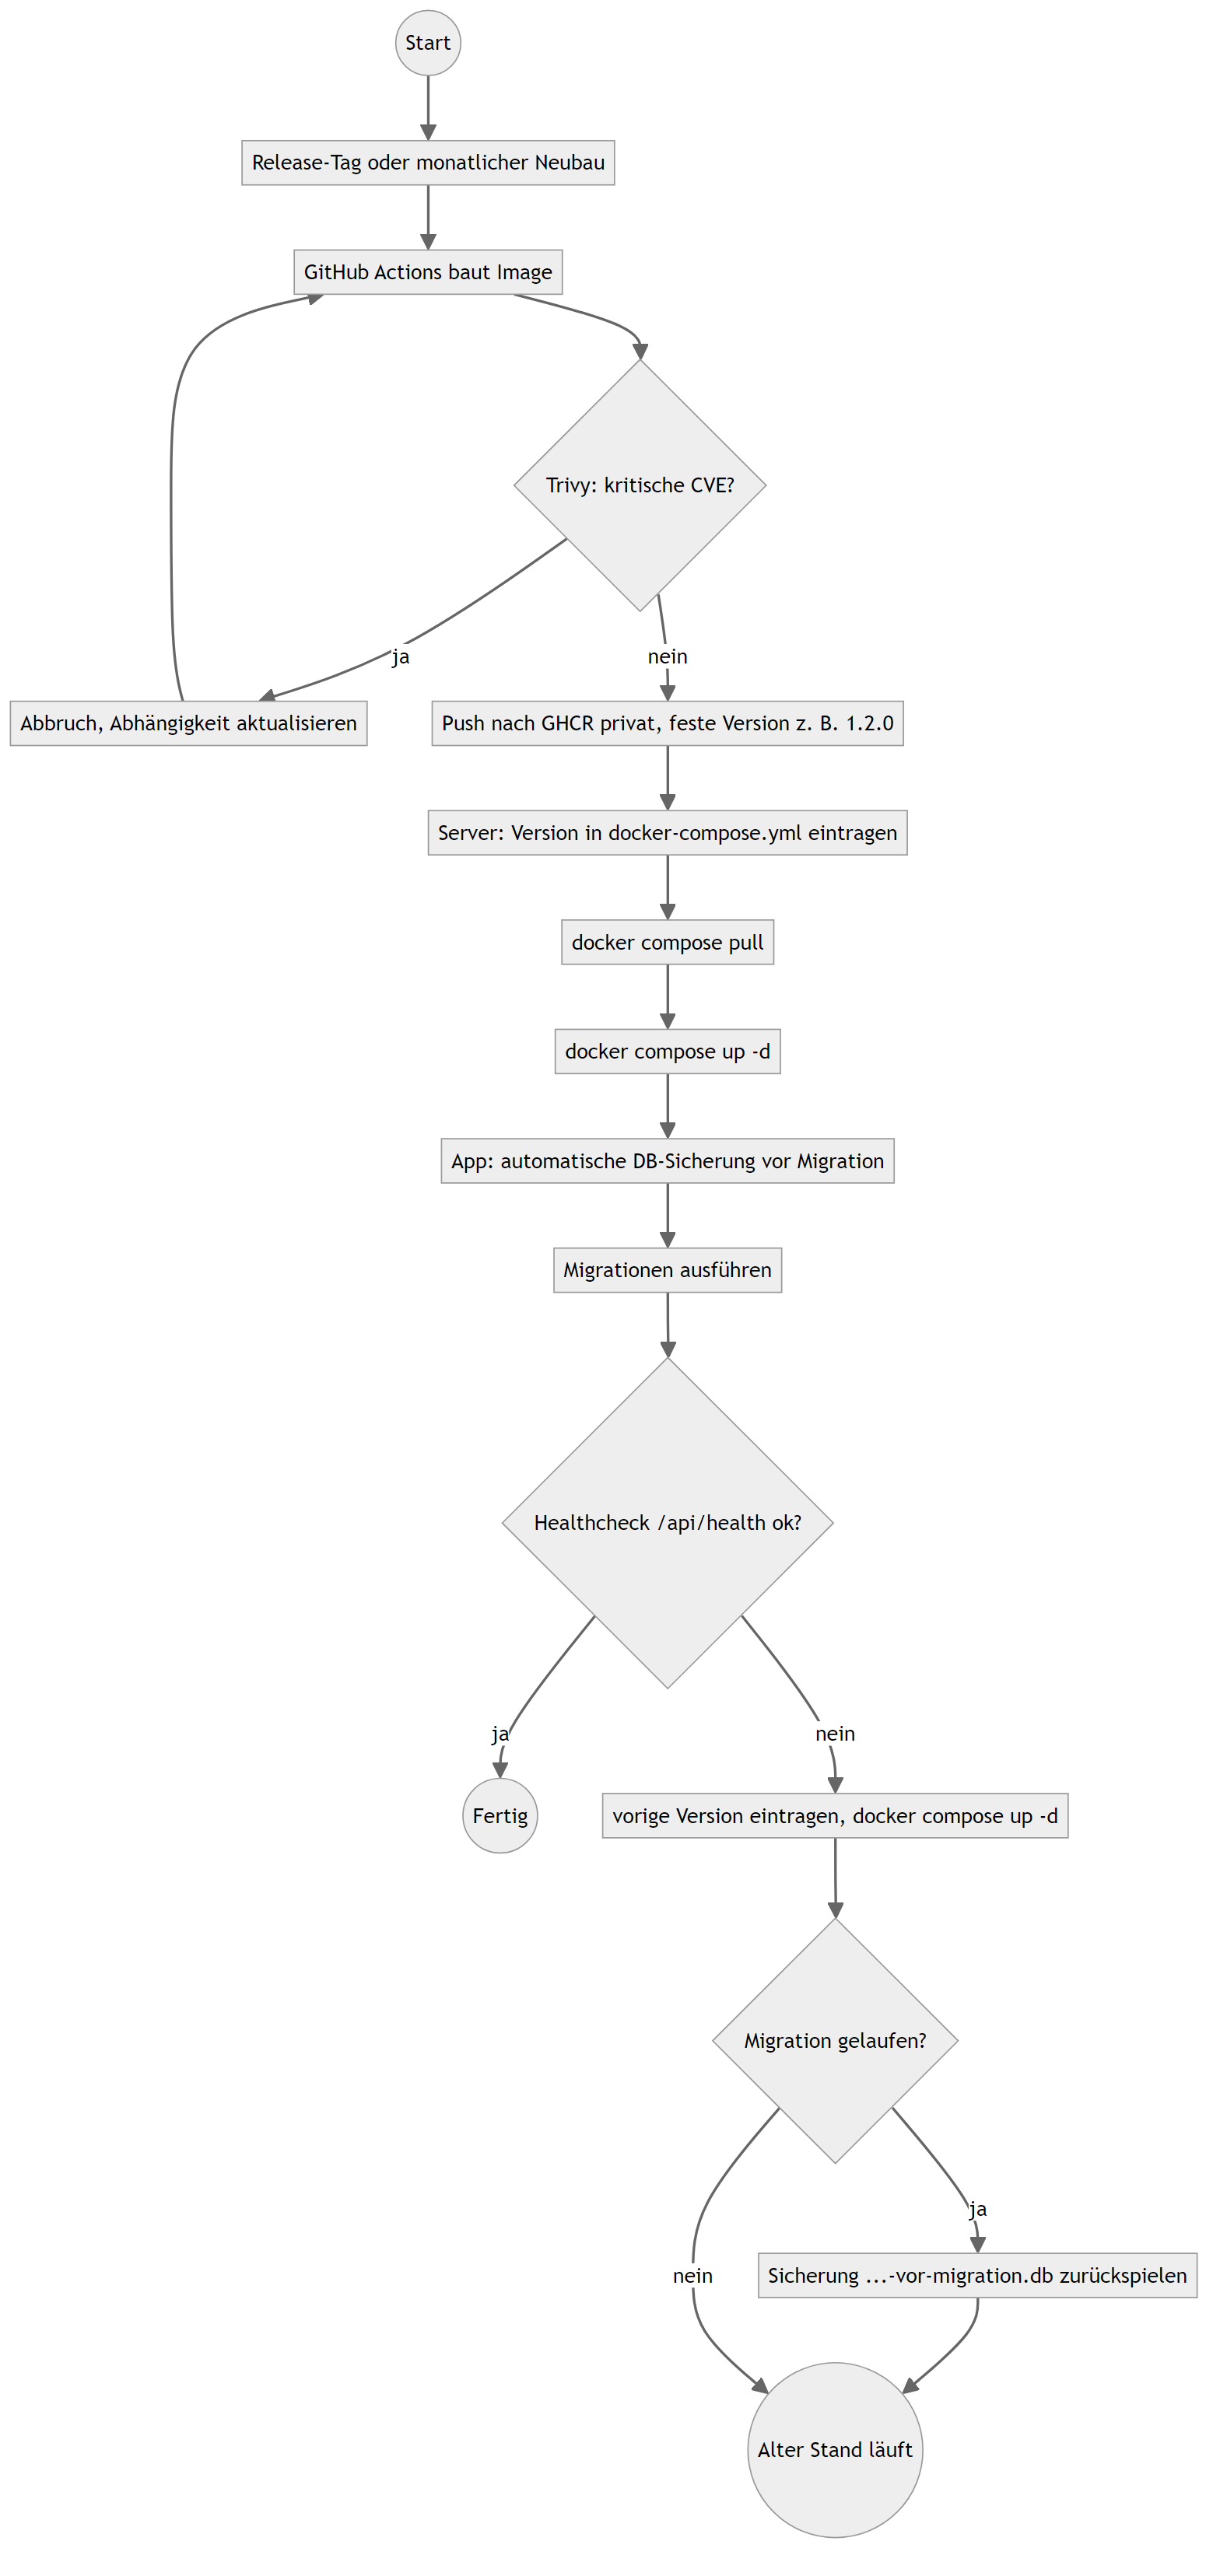 Start
Release-Tag oder monatlicher Neubau
GitHub Actions baut Image
Trivy: kritische CVE?
ja
nein
Abbruch, Abhängigkeit aktualisieren
Push nach GHCR privat, feste Version z. B. 1.2.0
Server: Version in docker-compose.yml eintragen
docker compose pull
docker compose up -d
App: automatische DB-Sicherung vor Migration
Migrationen ausführen
Healthcheck /api/health ok?
ja
nein
Fertig
vorige Version eintragen, docker compose up -d
Migration gelaufen?
ja
nein
Sicherung ...-vor-migration.db zurückspielen
Alter Stand läuft